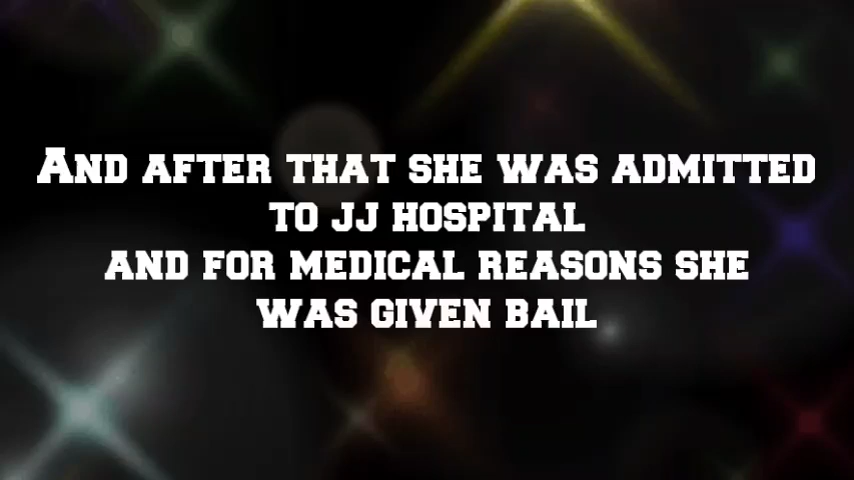 And after that she was admitted
to JJ hospital
and for medical reasons she
was given bail